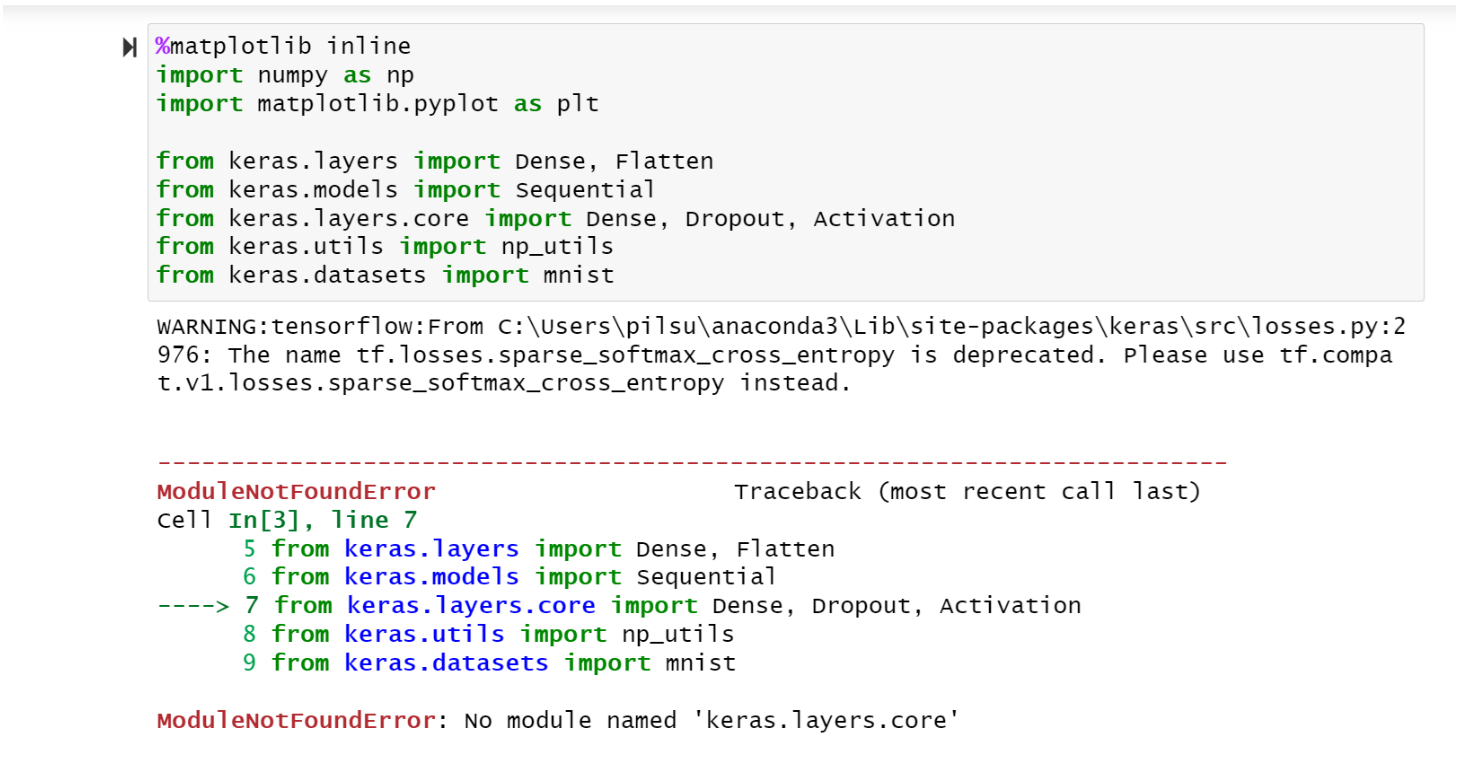 %matplotlib inline
import numpy as np
import matplotlib.pyplot as plt

from keras.layers import Dense, Flatten
from keras.models import Sequential
from keras.layers.core import Dense, Dropout, Activation
from keras.utils import np_utils
from keras.datasets import mnist

WARNING:tensorflow:From C:\Users\pilsu\anaconda3\Lib\site-packages\keras\src\losses.py:2
976: The name tf.losses.sparse_softmax_cross_entropy is deprecated. Please use tf.compa
t.v1.losses.sparse_softmax_cross_entropy instead.

---------------------------------------------------------------------------
ModuleNotFoundError                       Traceback (most recent call last)
Cell In[3], line 7
      5 from keras.layers import Dense, Flatten
      6 from keras.models import Sequential
----> 7 from keras.layers.core import Dense, Dropout, Activation
      8 from keras.utils import np_utils
      9 from keras.datasets import mnist

ModuleNotFoundError: No module named 'keras.layers.core'